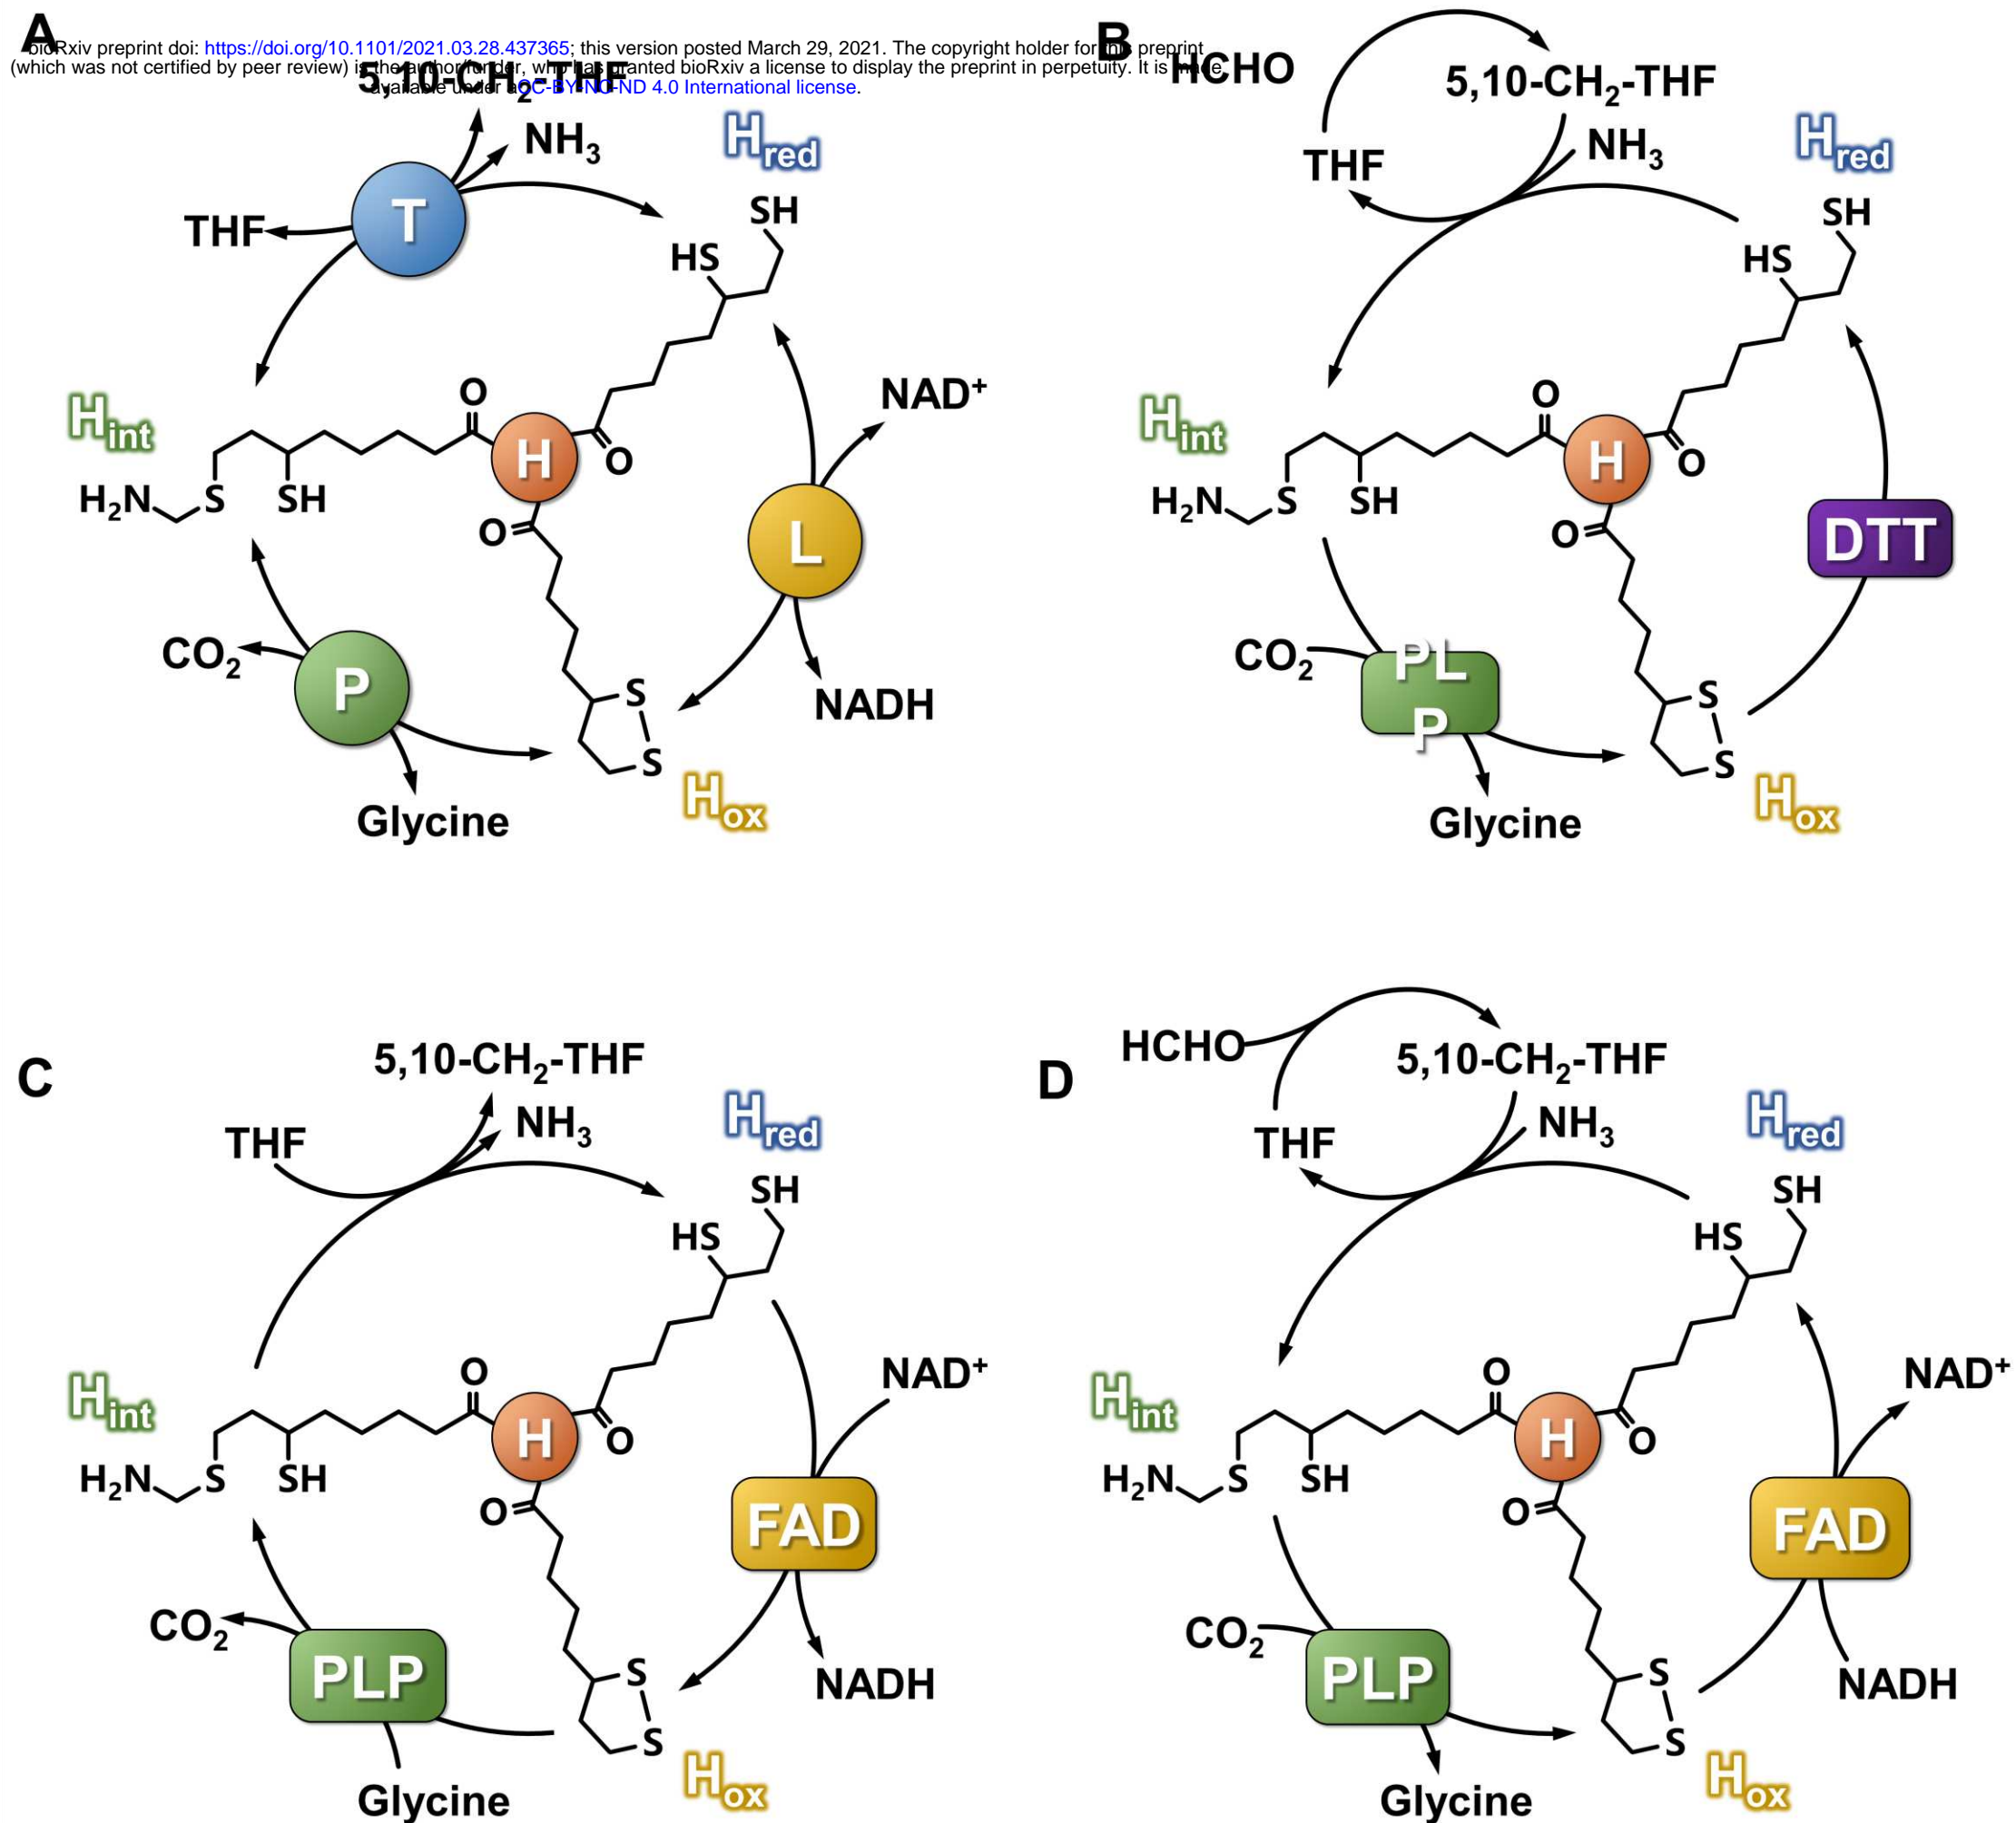 A
bioRxiv preprint doi: https://doi.org/10.1101/2021.03.28.437365; this version posted March 29, 2021. The copyright holder for this preprint
(which was not certified by peer review) is the author/funder, who has granted bioRxiv a license to display the preprint in perpetuity. It is made
available under aCC-BY-NC-ND 4.0 International license.
5,10-CH2-THF
NH3
Hred
T
THF
SH
HS
NAD+
Hint
O
H
O
H2N
S
SH
O
L
CO2
P
S
NADH
S
Glycine
Hox
B
HCHO
5,10-CH2-THF
NH3
Hred
THF
SH
HS
Hint
O
H
O
H2N
S
SH
O
DTT
CO2
PL
P
S
S
Glycine
Hox
C
5,10-CH2-THF
NH3
Hred
THF
SH
HS
NAD+
Hint
O
H
O
H2N
S
SH
O
FAD
CO2
PLP
S
NADH
S
Glycine
Hox
D
HCHO
5,10-CH2-THF
NH3
Hred
THF
SH
HS
NAD+
Hint
O
H
O
H2N
S
SH
O
FAD
CO2
PLP
S
NADH
S
Glycine
Hox